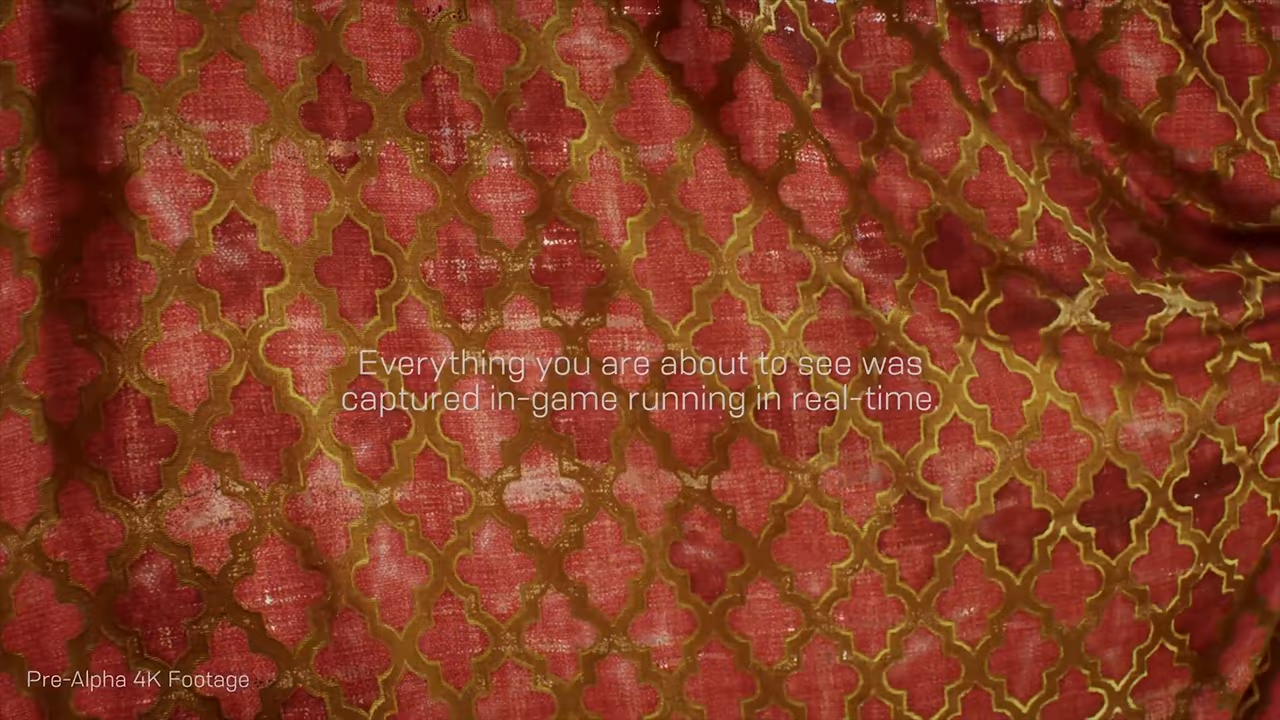 Everything you are about to see was
captured in-game running in real-time.
Pre-Alpha 4K Footage